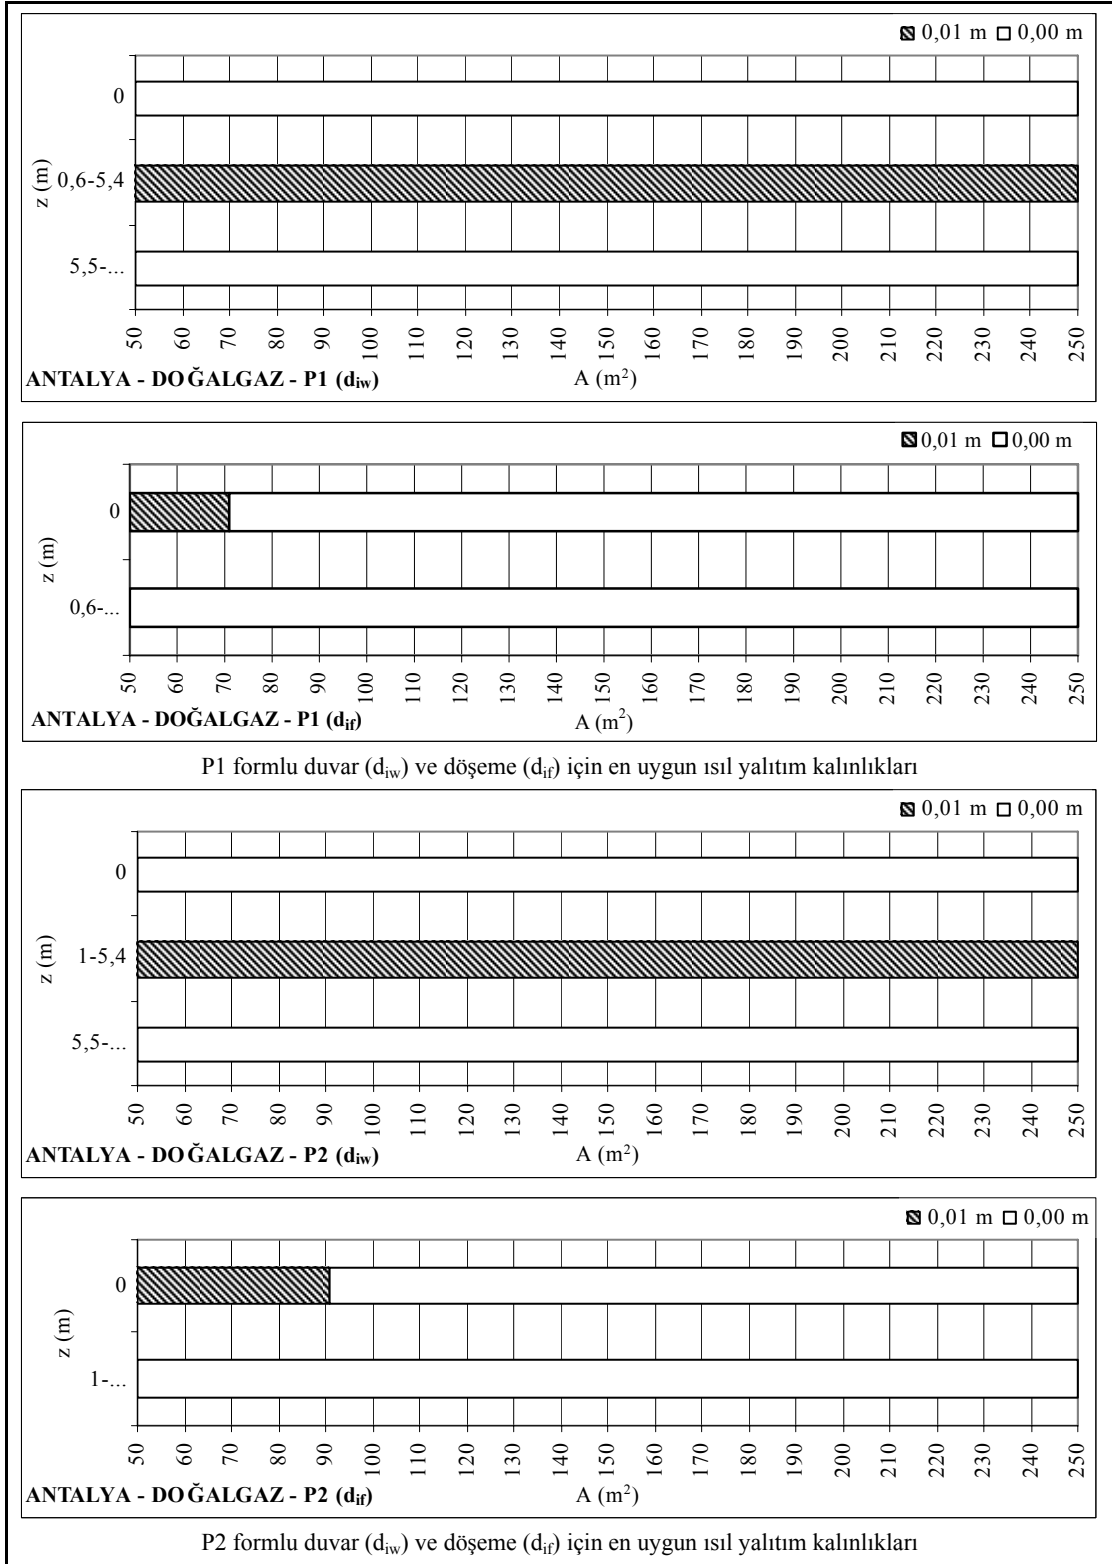 0,01 m 0,00 m
0
0,6-5,4
5,5-...
z (m)
50 60 70 80 90 100 110 120 130 140 150 160 170 180 190 200 210 220 230 240 250
ANTALYA - DOĞALGAZ - P1 (diw) A (m²)
0,01 m 0,00 m
0
0,6-...
z (m)
50 60 70 80 90 100 110 120 130 140 150 160 170 180 190 200 210 220 230 240 250
ANTALYA - DOĞALGAZ - P1 (dif) A (m²)
P1 formlu duvar (diw) ve döşeme (dif) için en uygun ısıl yalıtım kalınlıkları
0,01 m 0,00 m
0
1-5,4
5,5-...
z (m)
50 60 70 80 90 100 110 120 130 140 150 160 170 180 190 200 210 220 230 240 250
ANTALYA - DOĞALGAZ - P2 (diw) A (m²)
0,01 m 0,00 m
0
1-...
z (m)
50 60 70 80 90 100 110 120 130 140 150 160 170 180 190 200 210 220 230 240 250
ANTALYA - DOĞALGAZ - P2 (dif) A (m²)
P2 formlu duvar (diw) ve döşeme (dif) için en uygun ısıl yalıtım kalınlıkları